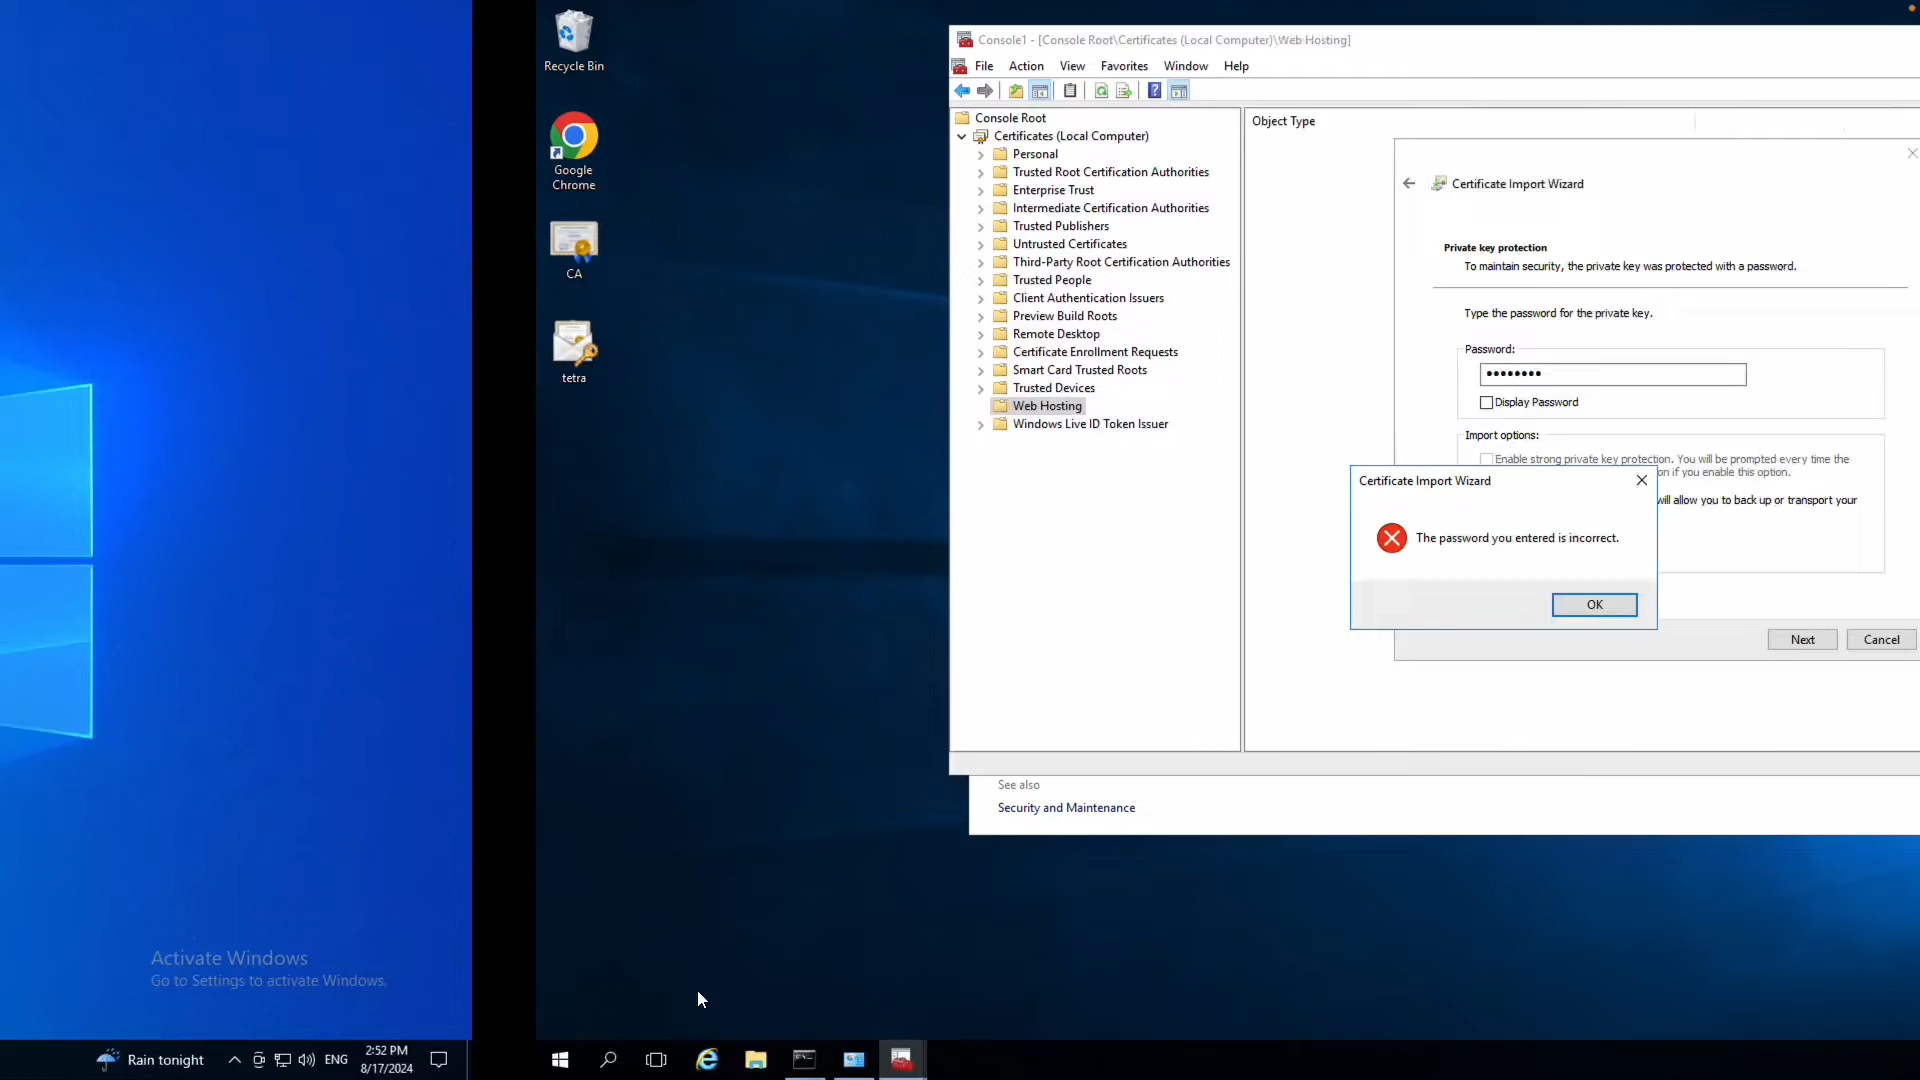 Recycle Bin
Google
Chrome
CA
tetra
Activate Windows
Go to Settings to activate Windows.
Rain tonight
ENG
2:52 PM
8/17/2024
Console1 - [Console Root\Certificates (Local Computer)\Web Hosting]
File Action View Favorites Window Help
Console Root
Certificates (Local Computer)
Personal
Trusted Root Certification Authorities
Enterprise Trust
Intermediate Certification Authorities
Trusted Publishers
Untrusted Certificates
Third-Party Root Certification Authorities
Trusted People
Client Authentication Issuers
Preview Build Roots
Remote Desktop
Certificate Enrollment Requests
Smart Card Trusted Roots
Trusted Devices
Web Hosting
Windows Live ID Token Issuer
Object Type
Certificate Import Wizard
Private key protection
To maintain security, the private key was protected with a password.
Type the password for the private key.
Password:
••••••••
Display Password
Import options:
Enable strong private key protection. You will be prompted every time the
on if you enable this option.
will allow you to back up or transport your
Certificate Import Wizard
The password you entered is incorrect.
OK
Next
Cancel
See also
Security and Maintenance